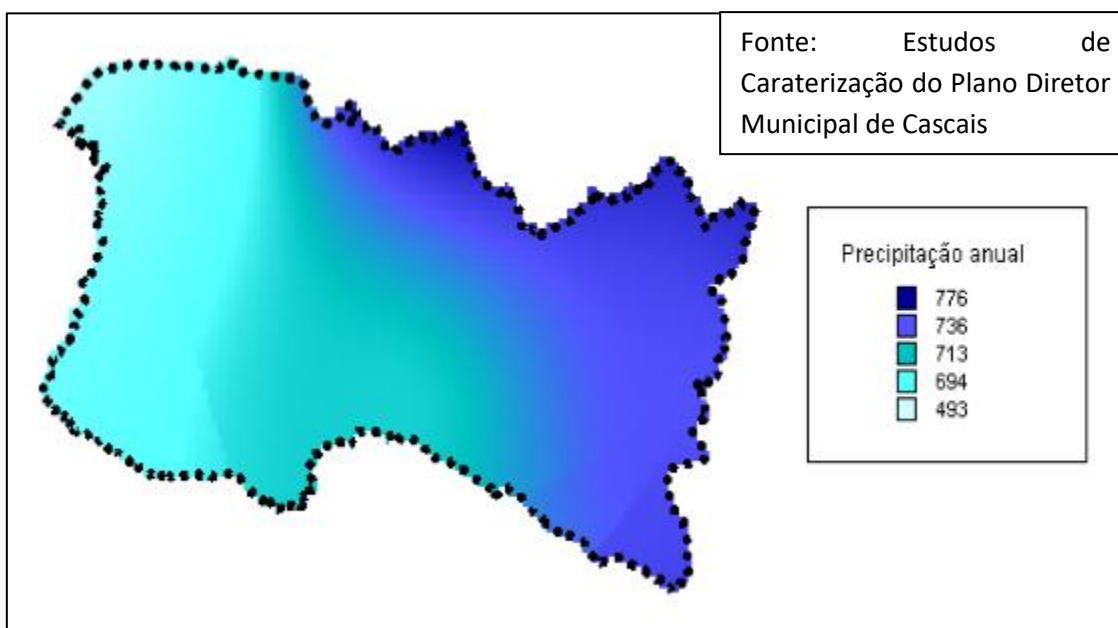 Fonte: Estudos de
Caraterização do Plano Diretor
Municipal de Cascais
Precipitação anual
776
736
713
694
493